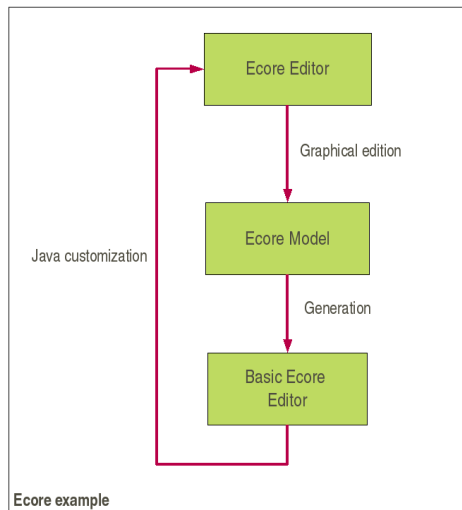 Ecore Editor
Graphical edition
Ecore Model
Java customization
Generation
Basic Ecore
Editor
Ecore example